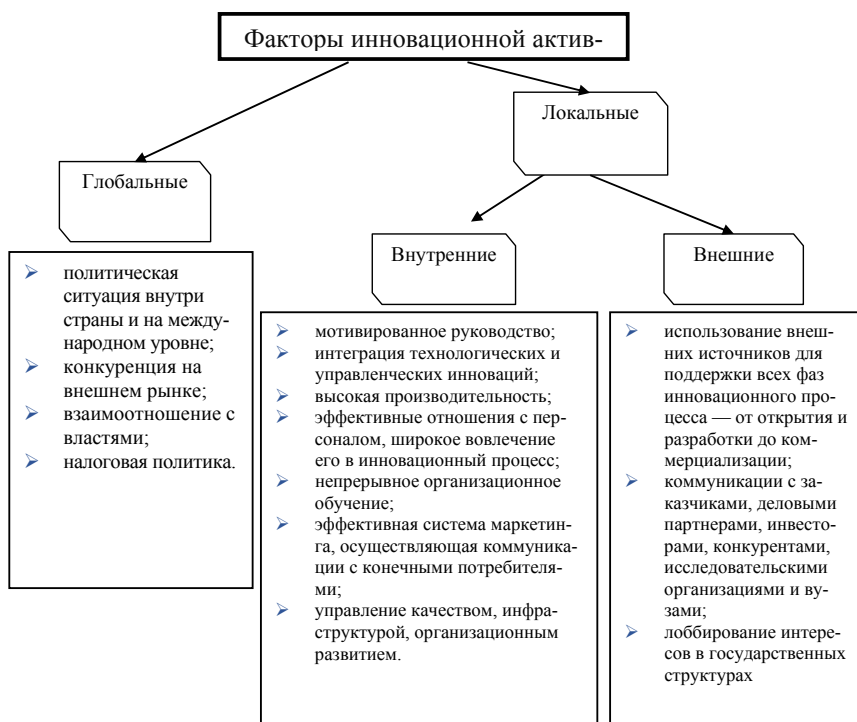 Факторы инновационной актив-
Локальные
Глобальные
Внутренние
Внешние
политическая
ситуация внутри
страны и на между-
народном уровне;
конкуренция на
внешнем рынке;
взаимоотношение с
властями;
налоговая политика.
мотивированное руководство;
интеграция технологических и
управленческих инноваций;
высокая производительность;
эффективные отношения с пер-
соналом, широкое вовлечение
его в инновационный процесс;
непрерывное организационное
обучение;
эффективная система маркетин-
га, осуществляющая коммуника-
ции с конечными потребителя-
ми;
управление качеством, инфра-
структурой, организационным
развитием.
использование внеш-
них источников для
поддержки всех фаз
инновационного про-
цесса — от открытия и
разработки до ком-
мерциализации;
коммуникации с за-
казчиками, деловыми
партнерами, инвесто-
рами, конкурентами,
исследовательскими
организациями и ву-
зами;
лоббирование интере-
сов в государственных
структурах